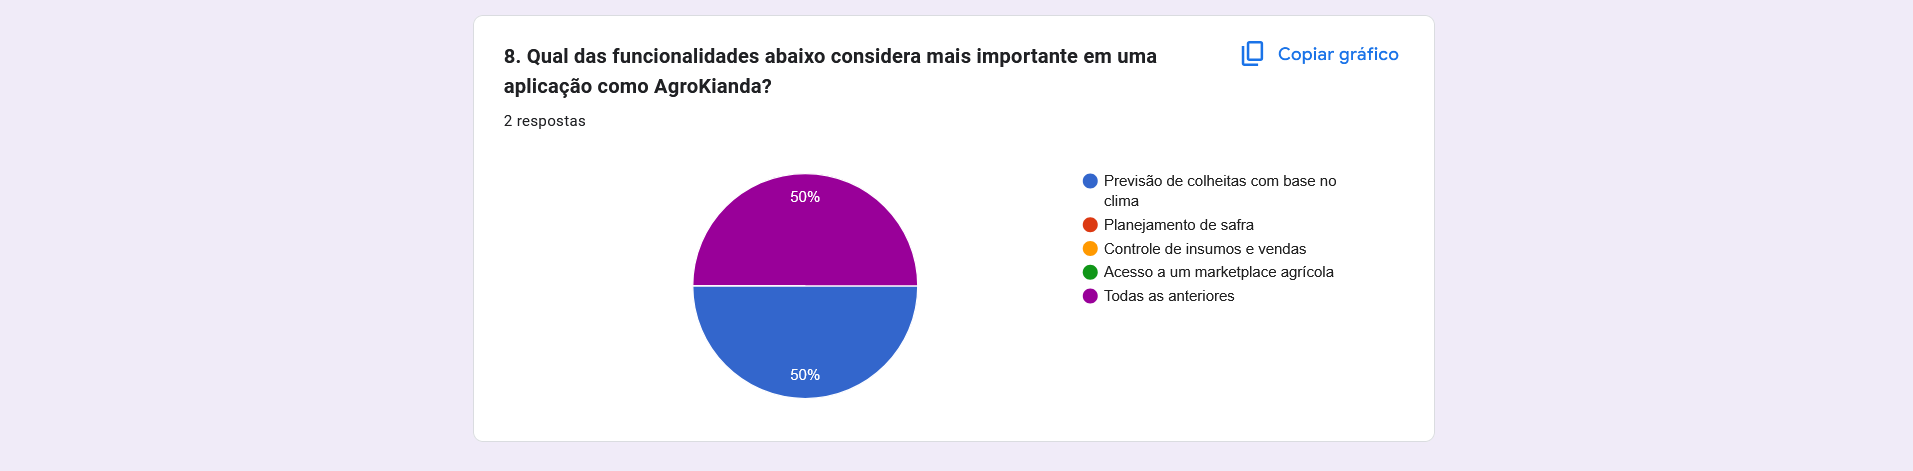 8. Qual das funcionalidades abaixo considera mais importante em uma
aplicação como AgroKianda?
Copiar gráfico
2 respostas
50%
50%
Previsão de colheitas com base no
clima
Planejamento de safra
Controle de insumos e vendas
Acesso a um marketplace agrícola
Todas as anteriores